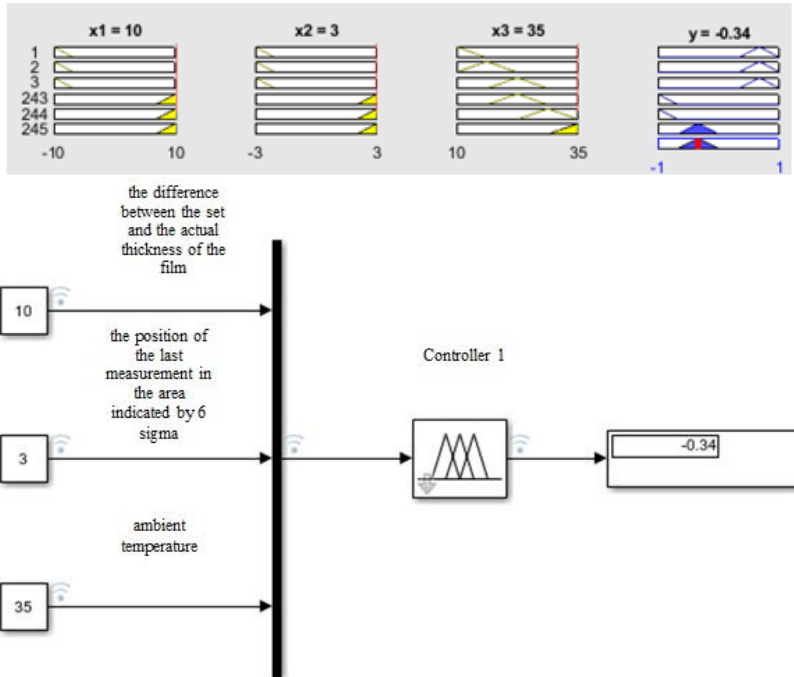 x1 = 10 x2 = 3 x3 = 35 y = -0.34
1
2
3
243
244
245
-10 10 -3 3 10 35 -1 1
the difference
between the set
and the actual
thickness of the
film
10
the position of
the last
measurement in
the area
indicated by 6
sigma
Controller 1
3
-0.34
ambient
temperature
35